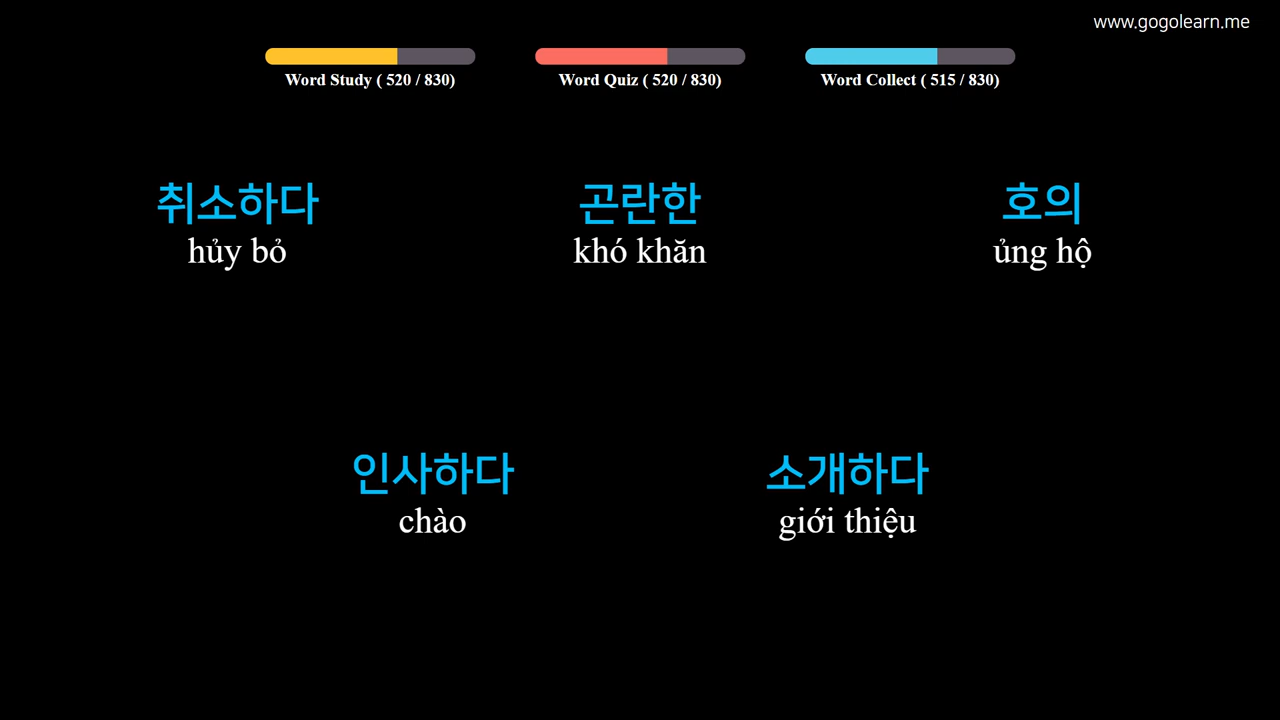 www.gogolearn.me
Word Study ( 520 / 830)
Word Quiz ( 520 / 830)
Word Collect ( 515 / 830)
취소하다
hủy bỏ
곤란한
khó khăn
호의
ủng hộ
인사하다
chào
소개하다
giới thiệu